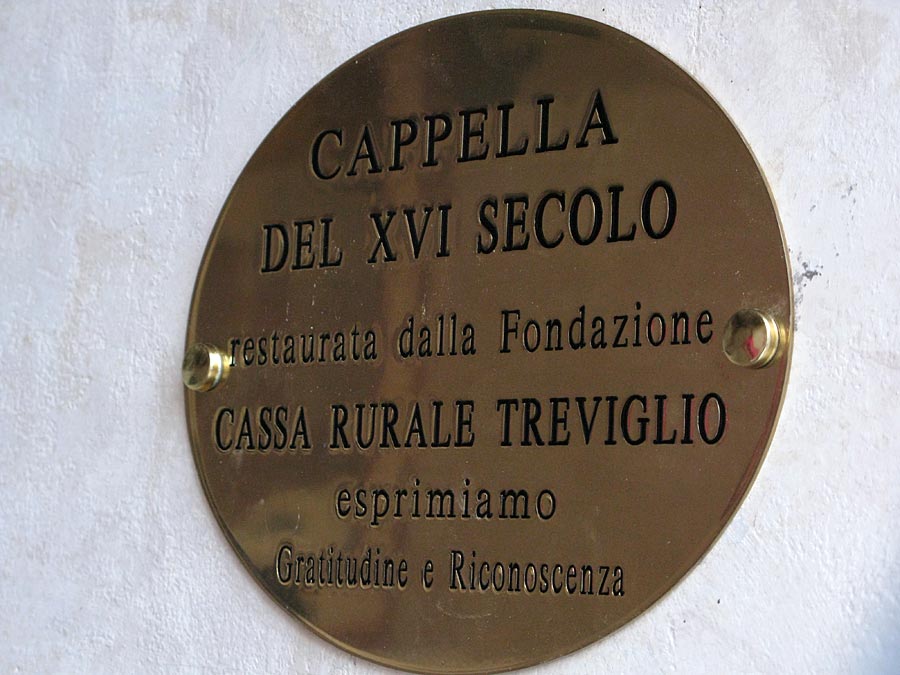 CAPPELLA
DEL XVI SECOLO
restaurata dalla Fondazione
CASSA RURALE TREVIGLIO
esprimiamo
Gratitudine e Riconoscenza